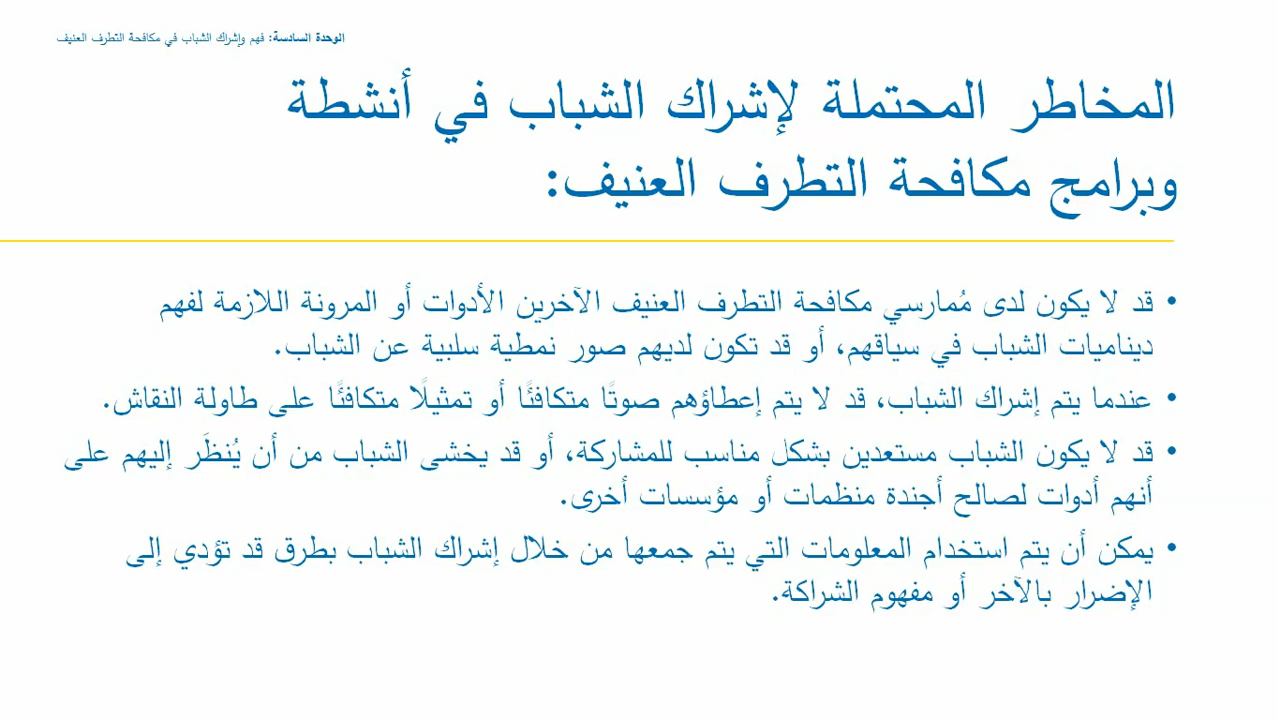 الوحدة السادسة: فهم وإشراك الشباب في مكافحة التطرف العنيف
المخاطر المحتملة لإشراك الشباب في أنشطة
وبرامج مكافحة التطرف العنيف:
• قد لا يكون لدى مُمارسي مكافحة التطرف العنيف الآخرين الأدوات أو المرونة اللازمة لفهم
ديناميات الشباب في سياقهم، أو قد تكون لديهم صور نمطية سلبية عن الشباب.
• عندما يتم إشراك الشباب، قد لا يتم إعطاؤهم صوتًا متكافئًا أو تمثيلًا متكافئًا على طاولة النقاش.
• قد لا يكون الشباب مستعدين بشكل مناسب للمشاركة، أو قد يخشى الشباب من أن يُنظَر إليهم على
أنهم أدوات لصالح أجندة منظمات أو مؤسسات أخرى.
• يمكن أن يتم استخدام المعلومات التي يتم جمعها من خلال إشراك الشباب بطرق قد تؤدي إلى
الإضرار بالآخر أو مفهوم الشراكة.